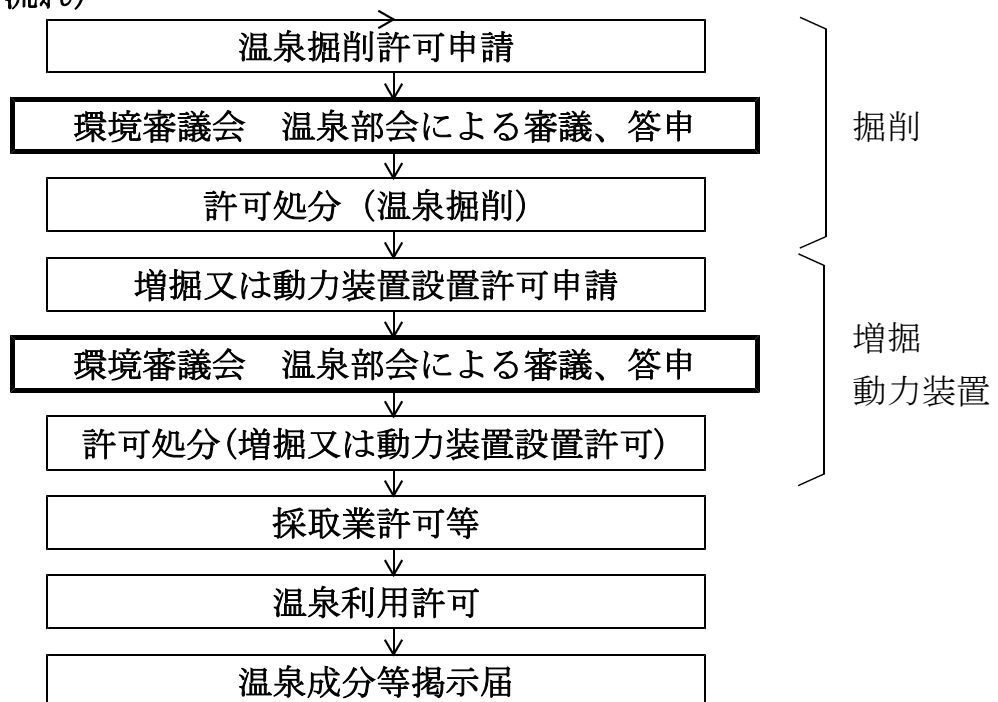 温泉掘削許可申請
環境審議会　温泉部会による審議、答申
許可処分（温泉掘削）
掘削
増掘又は動力装置設置許可申請
環境審議会　温泉部会による審議、答申
許可処分(増掘又は動力装置設置許可)
増掘
動力装置
採取業許可等
温泉利用許可
温泉成分等掲示届